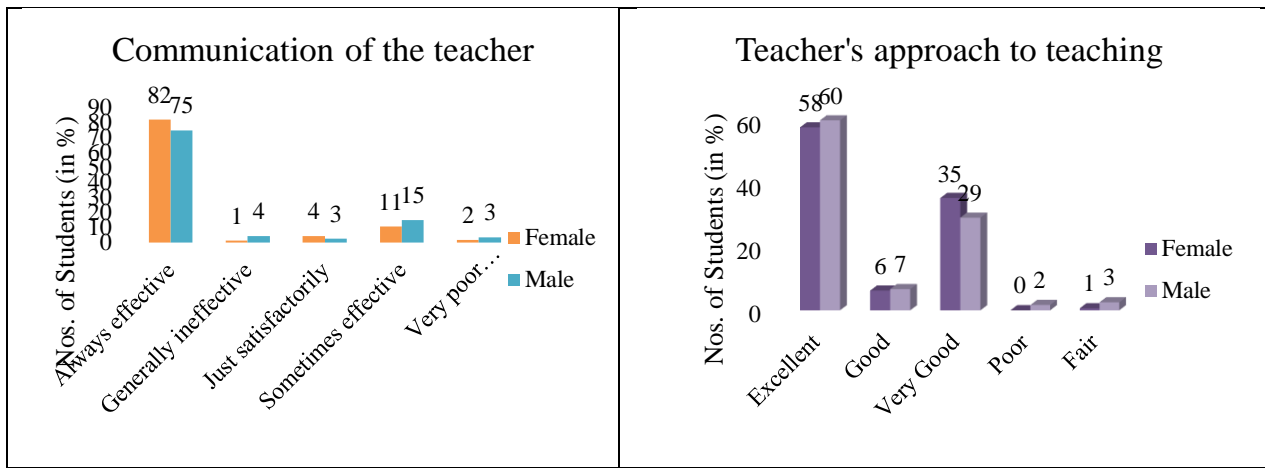 Communication of the teacher
Nos. of Students (in %)
90
80
70
60
50
40
30
20
10
0
82 75
1 4
4 3
11 15
2 3
Always effective
Generally ineffective
Just satisfactorily
Sometimes effective
Very poor…
Female
Male
Teacher's approach to teaching
Nos. of Students (in %)
60
40
20
0
58 60
6 7
35 29
0 2
1 3
Excellent
Good
Very Good
Poor
Fair
Female
Male